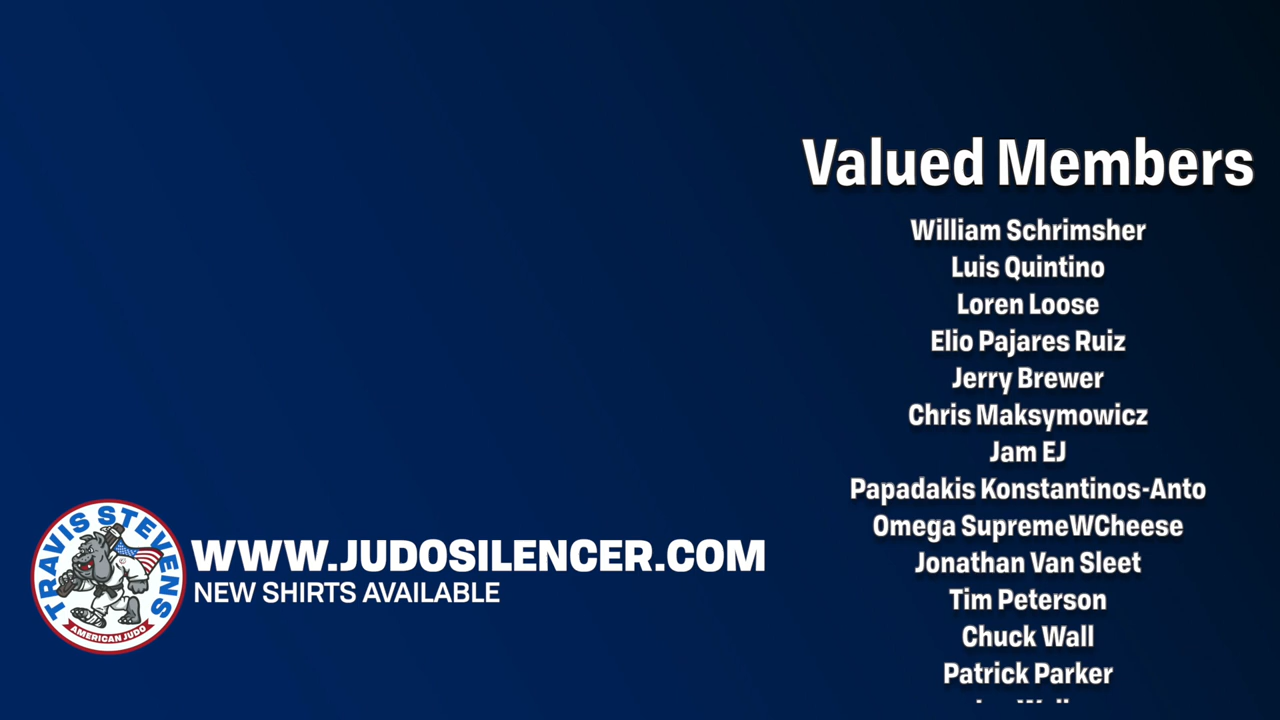 Valued Members
William Schrimsher
Luis Quintino
Loren Loose
Elio Pajares Ruiz
Jerry Brewer
Chris Maksymowicz
Jam EJ
Papadakis Konstantinos-Anto
Omega SupremeWCheese
Jonathan Van Sleet
Tim Peterson
Chuck Wall
Patrick Parker
TRAVIS STEVENS
AMERICAN JUDO
WWW.JUDOSILENCER.COM
NEW SHIRTS AVAILABLE